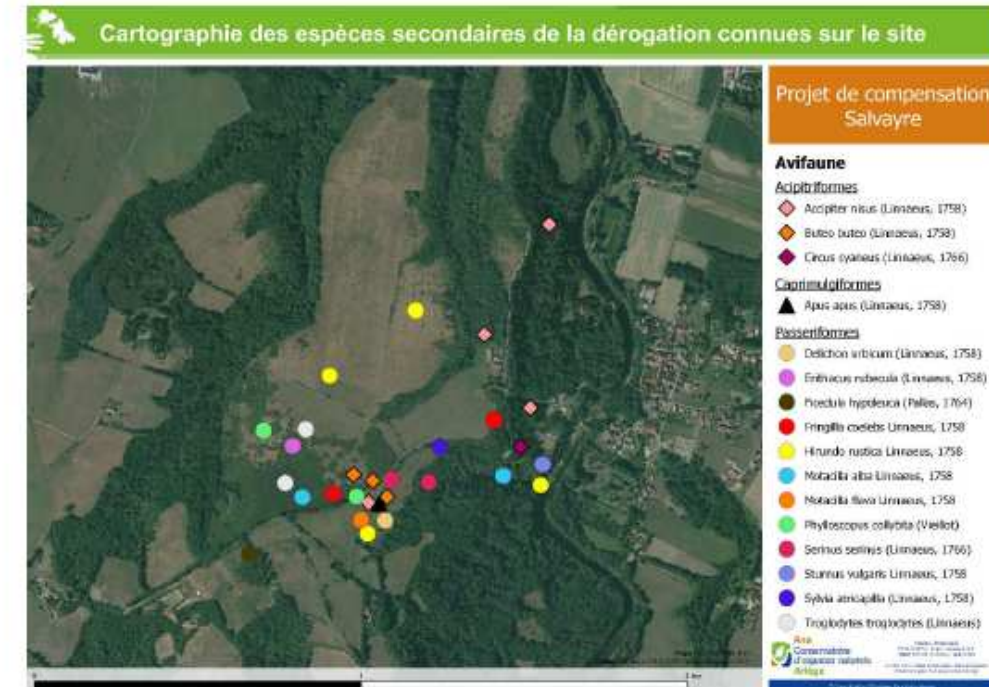 Cartographie des espèces secondaires de la dérogation connues sur le site
Projet de compensation
Salvayre
Avifaune
Acipitriformes
Accipiter nisus (Linnaeus, 1758)
Buteo buteo (Linnaeus, 1758)
Circus cyaneus (Linnaeus, 1766)
Caprimulgiformes
Apus apus (Linnaeus, 1758)
Passeriformes
Delichon urbicum (Linnaeus, 1758)
Erithacus rubecula (Linnaeus, 1758)
Ficedula hypoleuca (Pallas, 1764)
Fringilla coelebs Linnaeus, 1758
Hirundo rustica Linnaeus, 1758
Motacilla alba Linnaeus, 1758
Motacilla flava Linnaeus, 1758
Phylloscopus collybita (Vieillot)
Serinus serinus (Linnaeus, 1766)
Sturnus vulgaris Linnaeus, 1758
Sylvia atricapilla (Linnaeus, 1758)
Troglodytes troglodytes (Linnaeus)
Ana
Conservatoire
d'espaces naturels
Ariège